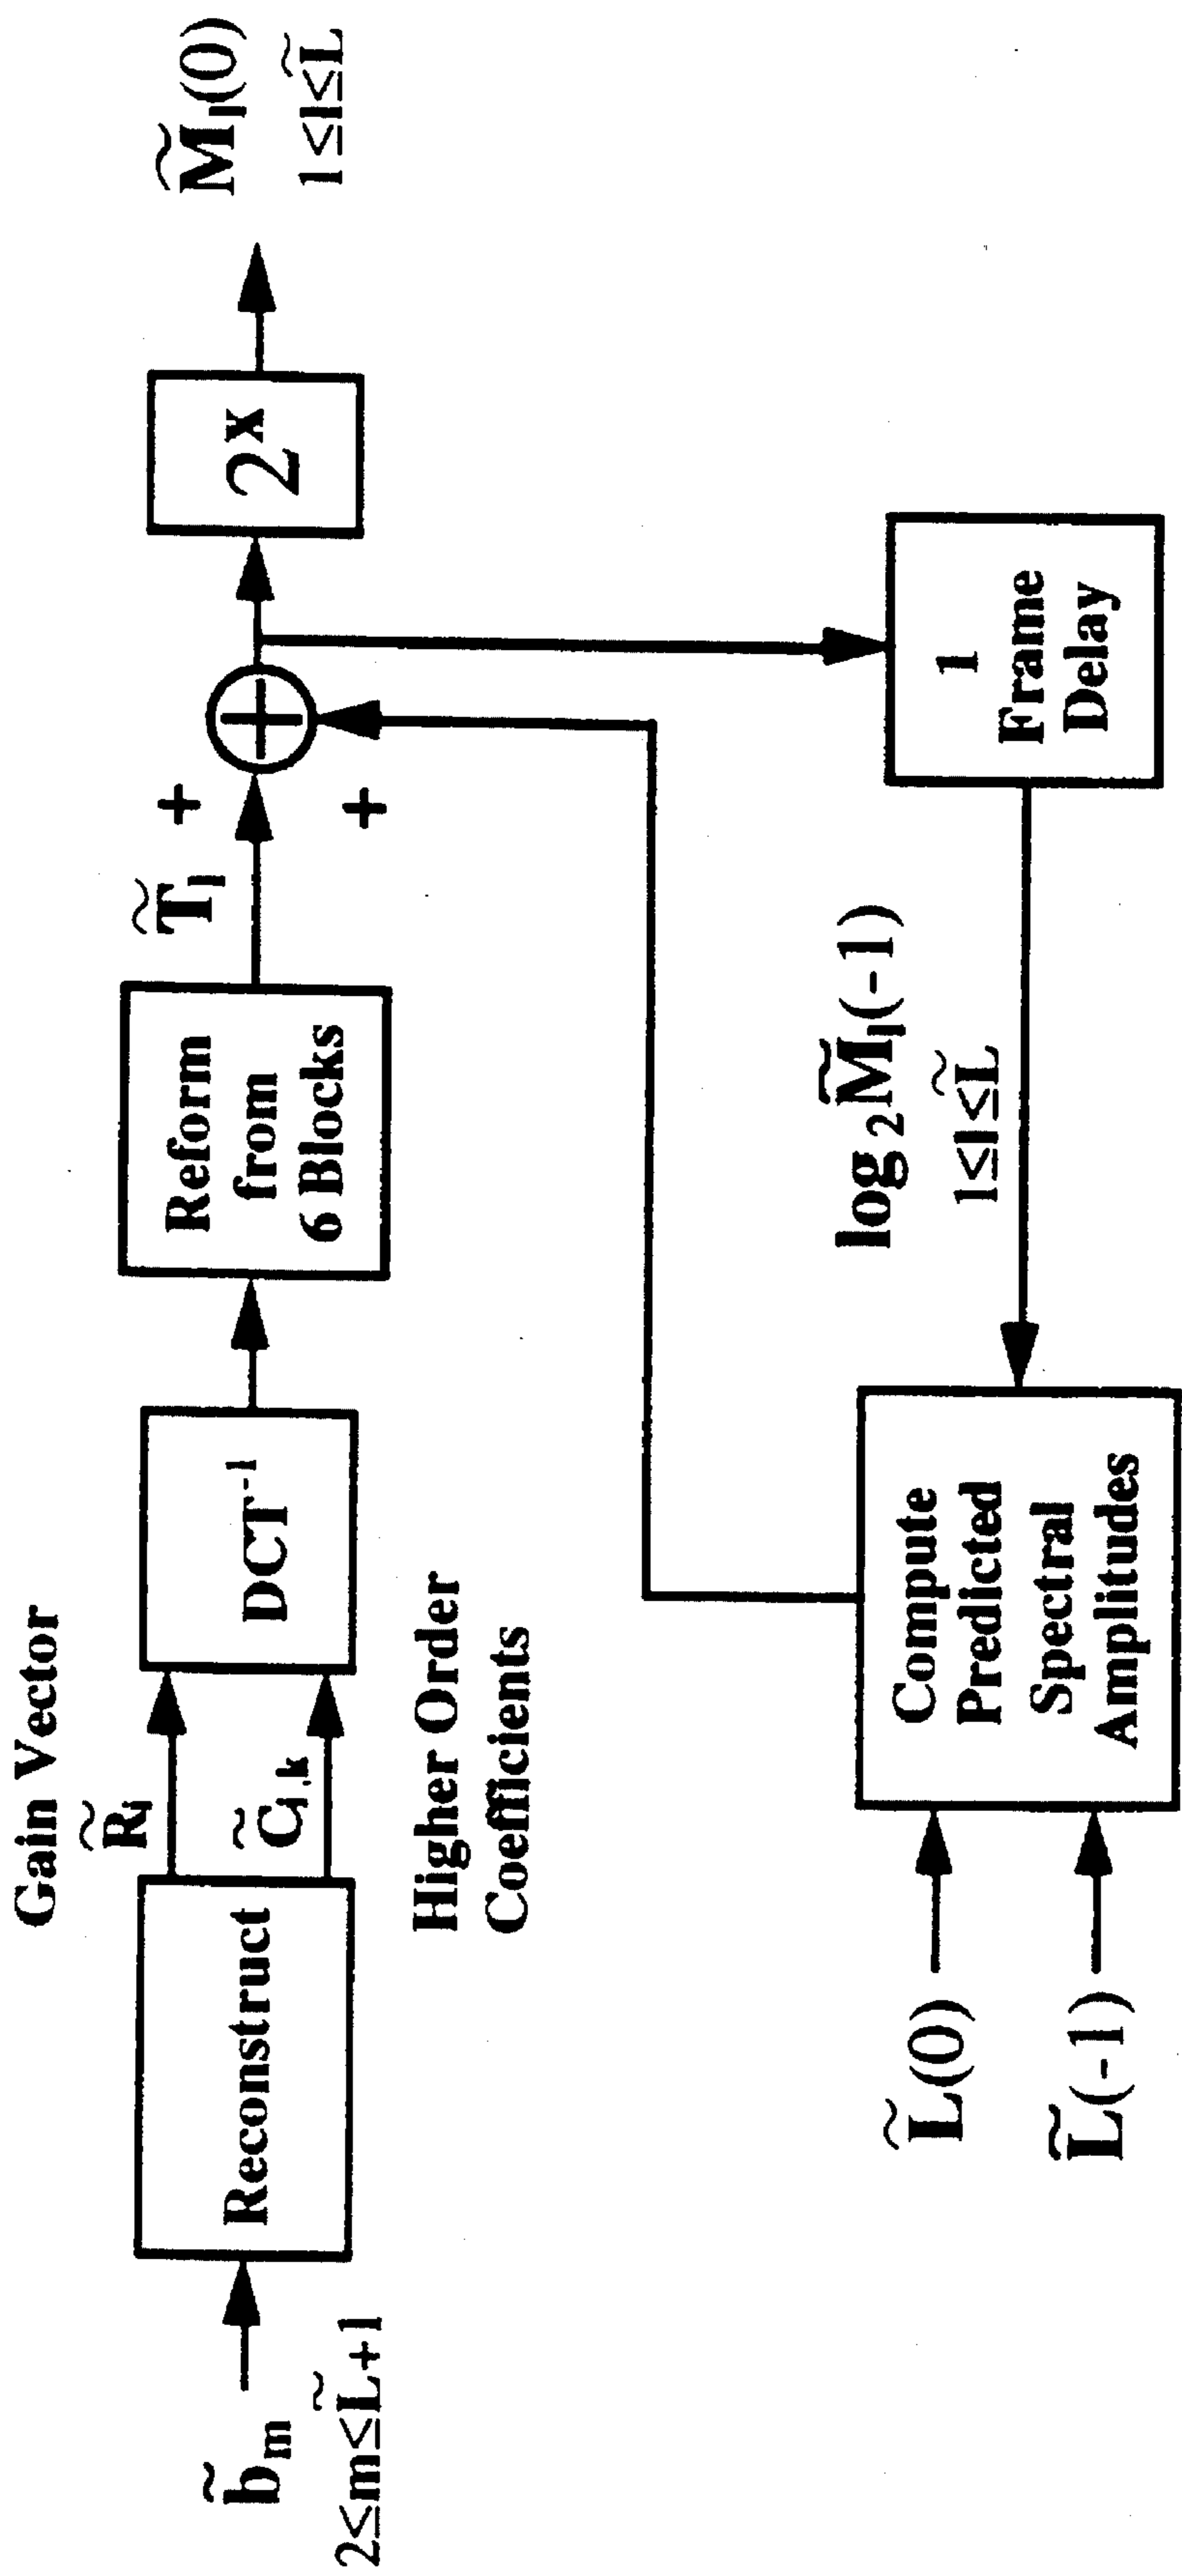 Gain Vector
R̃ⱼ
b̃ₘ
2≤m≤L̃+1
Reconstruct
C̃ⱼ,ₖ
Higher Order
Coefficients
DCT⁻¹
Reform
from
6 Blocks
T̃ₗ
+
+
+
2ˣ
M̃ₗ(0)
1≤l≤L̃
L̃(0)
L̃(-1)
Compute
Predicted
Spectral
Amplitudes
log₂M̃ₗ(-1)
1≤l≤L̃
1
Frame
Delay